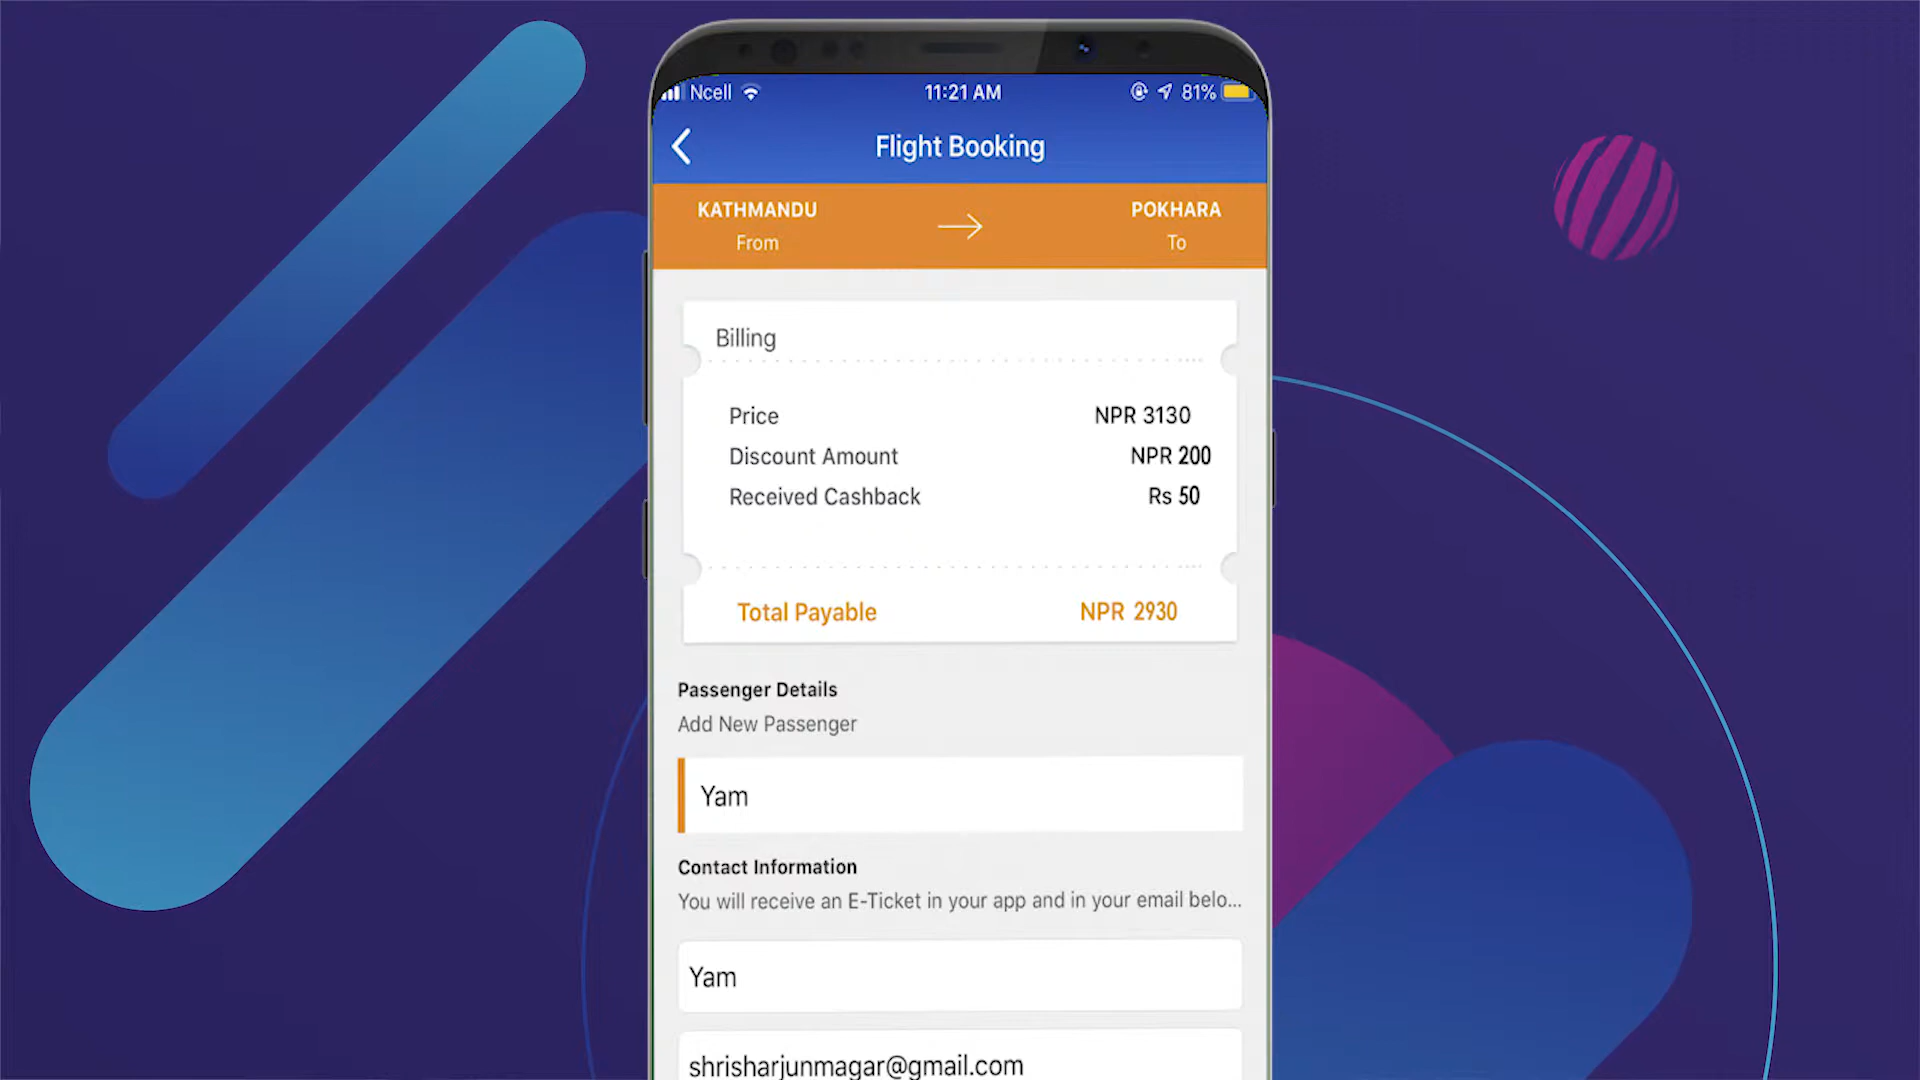 Ncell 11:21 AM 81%
Flight Booking
KATHMANDU POKHARA
From To
Billing
Price NPR 3130
Discount Amount NPR 200
Received Cashback Rs 50
Total Payable NPR 2930
Passenger Details
Add New Passenger
Yam
Contact Information
You will receive an E-Ticket in your app and in your email belo...
Yam
shrisharjunmagar@gmail.com